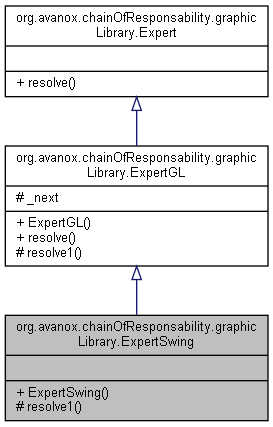 org.avanox.chainOfResponsability.graphic
Library.Expert
+ resolve()
org.avanox.chainOfResponsability.graphic
Library.ExpertGL
# _next
+ ExpertGL()
+ resolve()
# resolve1()
org.avanox.chainOfResponsability.graphic
Library.ExpertSwing
+ ExpertSwing()
# resolve1()